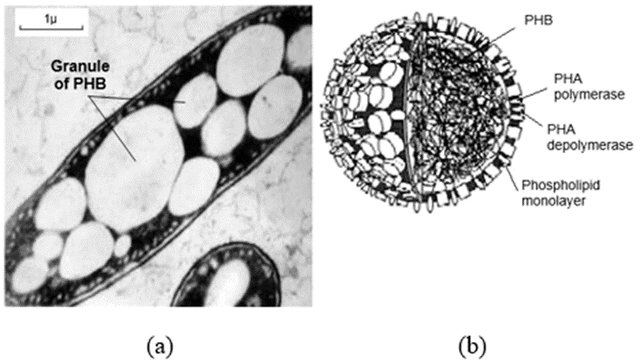 1µ
Granule
of PHB
PHB
PHA
polymerase
PHA
depolymerase
Phospholipid
monolayer
(a)
(b)